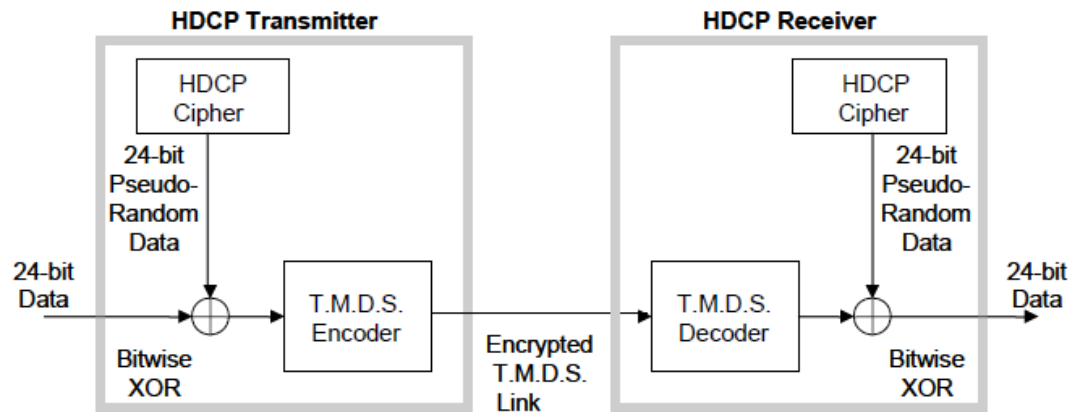 HDCP Transmitter
HDCP
Cipher
24-bit
Pseudo-
Random
Data
24-bit
Data
Bitwise
XOR
T.M.D.S.
Encoder
Encrypted
T.M.D.S.
Link
HDCP Receiver
HDCP
Cipher
24-bit
Pseudo-
Random
Data
T.M.D.S.
Decoder
24-bit
Data
Bitwise
XOR